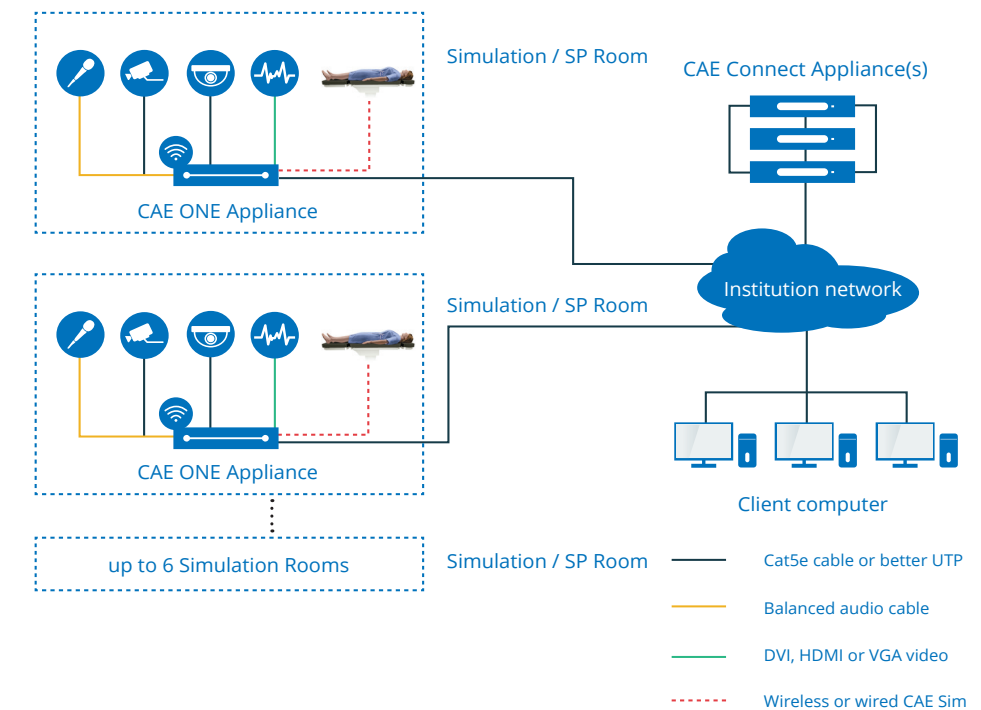 Simulation / SP Room
CAE Connect Appliance(s)
CAE ONE Appliance
Institution network
Simulation / SP Room
CAE ONE Appliance
Client computer
up to 6 Simulation Rooms
Simulation / SP Room
Cat5e cable or better UTP
Balanced audio cable
DVI, HDMI or VGA video
Wireless or wired CAE Sim